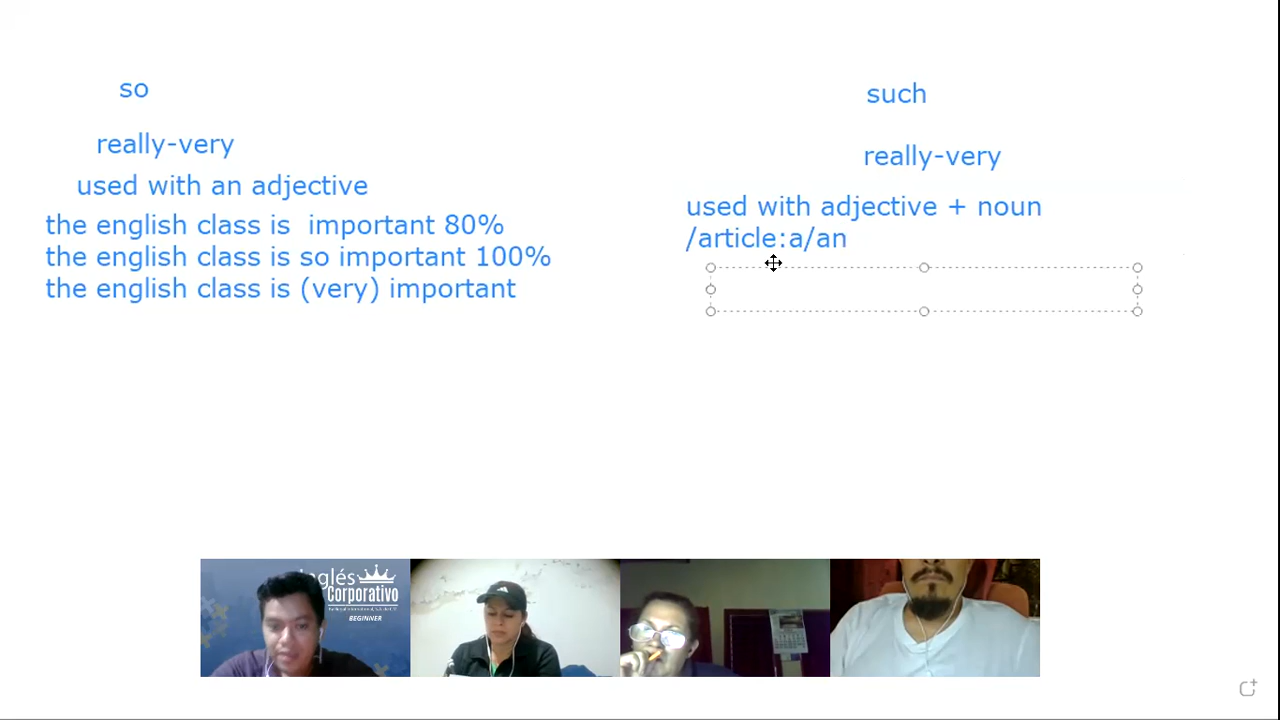 so
really-very
used with an adjective
the english class is  important 80%
the english class is so important 100%
the english class is (very) important
such
really-very
used with adjective + noun
/article:a/an
inglés
Corporativo
BEGINNER